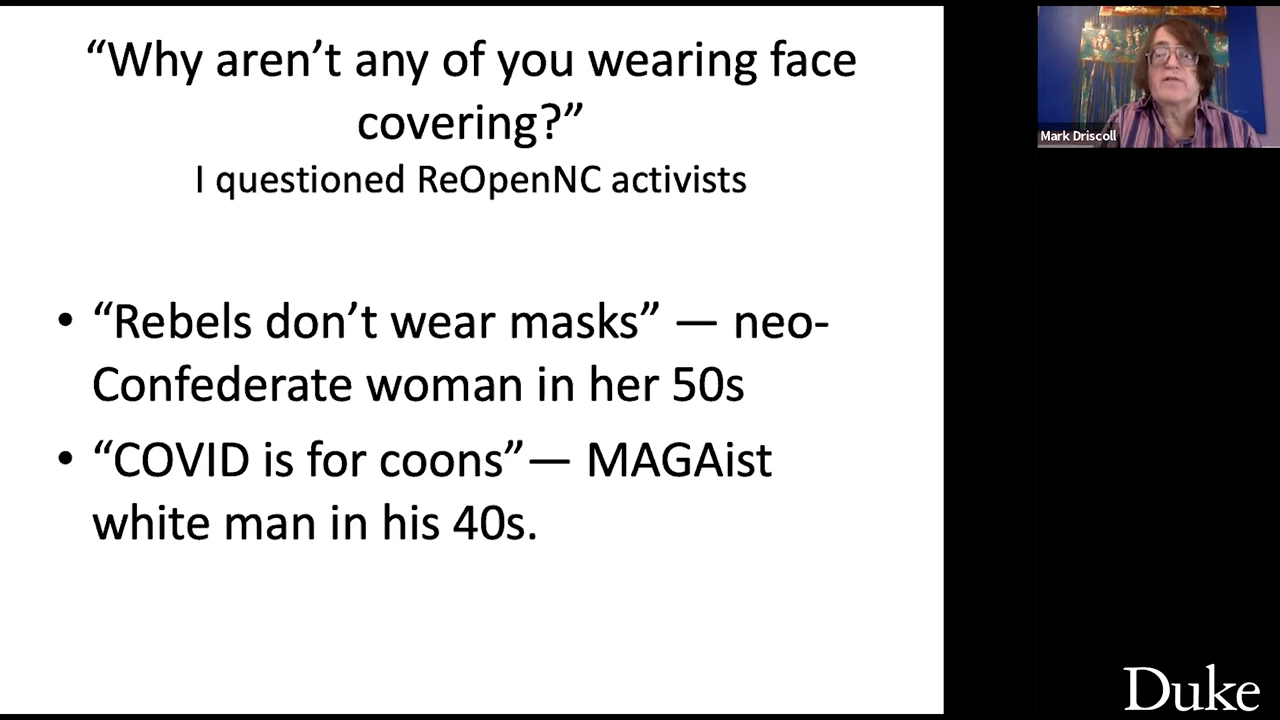 “Why aren’t any of you wearing face
covering?”
I questioned ReOpenNC activists
• “Rebels don’t wear masks” — neo-
Confederate woman in her 50s
• “COVID is for coons”— MAGAist
white man in his 40s.
Mark Driscoll
Duke